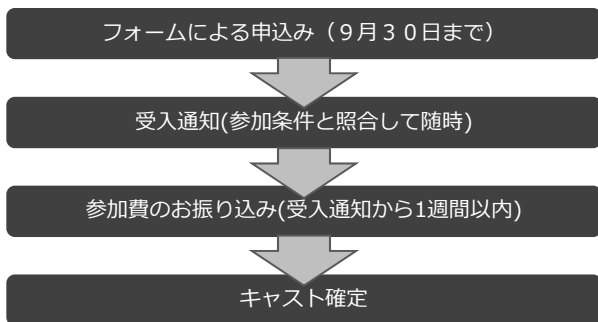 フォームによる申込み（９月３０日まで）
受入通知(参加条件と照合して随時)
参加費のお振り込み(受入通知から1週間以内)
キャスト確定